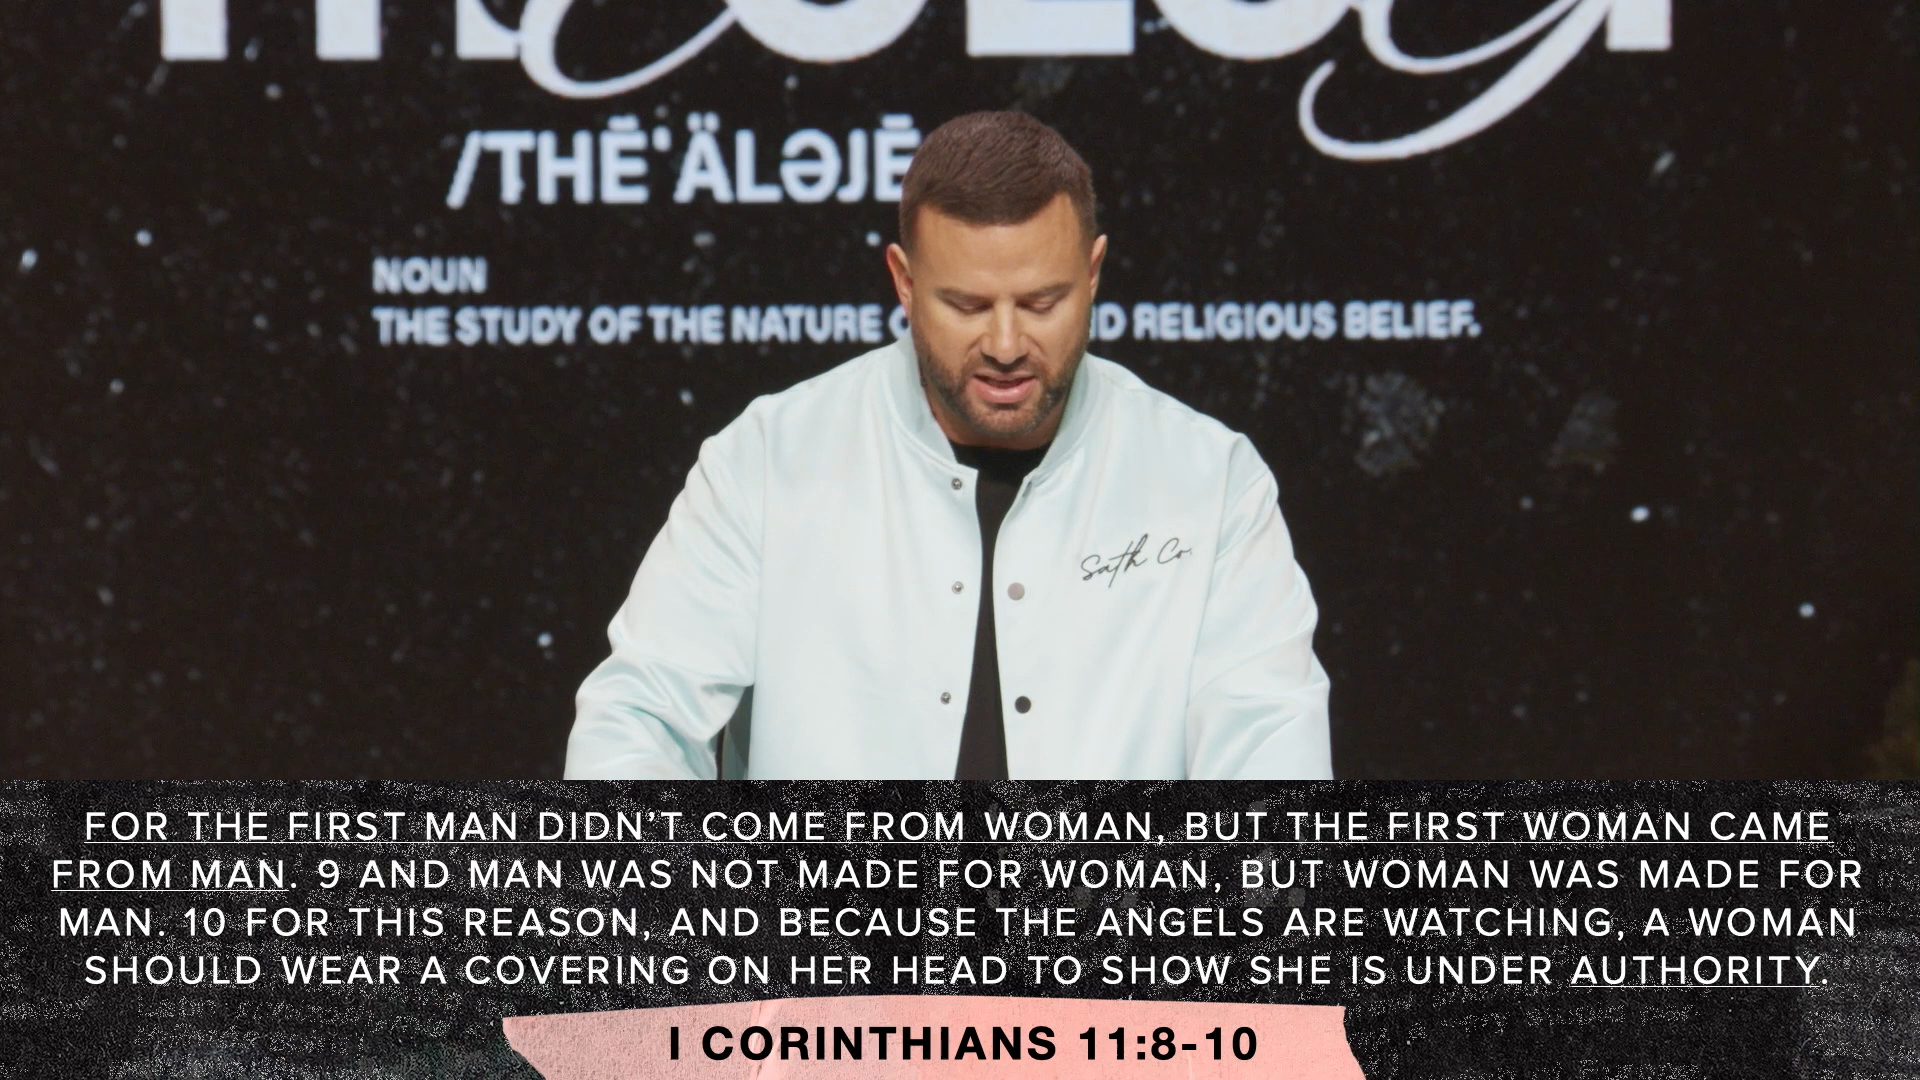 /THĒ'ÄLƏJĒ
NOUN
THE STUDY OF THE NATURE RELIGIOUS BELIEF.
Sath Co.
FOR THE FIRST MAN DIDN'T COME FROM WOMAN, BUT THE FIRST WOMAN CAME
FROM MAN. 9 AND MAN WAS NOT MADE FOR WOMAN, BUT WOMAN WAS MADE FOR
MAN. 10 FOR THIS REASON, AND BECAUSE THE ANGELS ARE WATCHING, A WOMAN
SHOULD WEAR A COVERING ON HER HEAD TO SHOW SHE IS UNDER AUTHORITY.
I CORINTHIANS 11:8-10